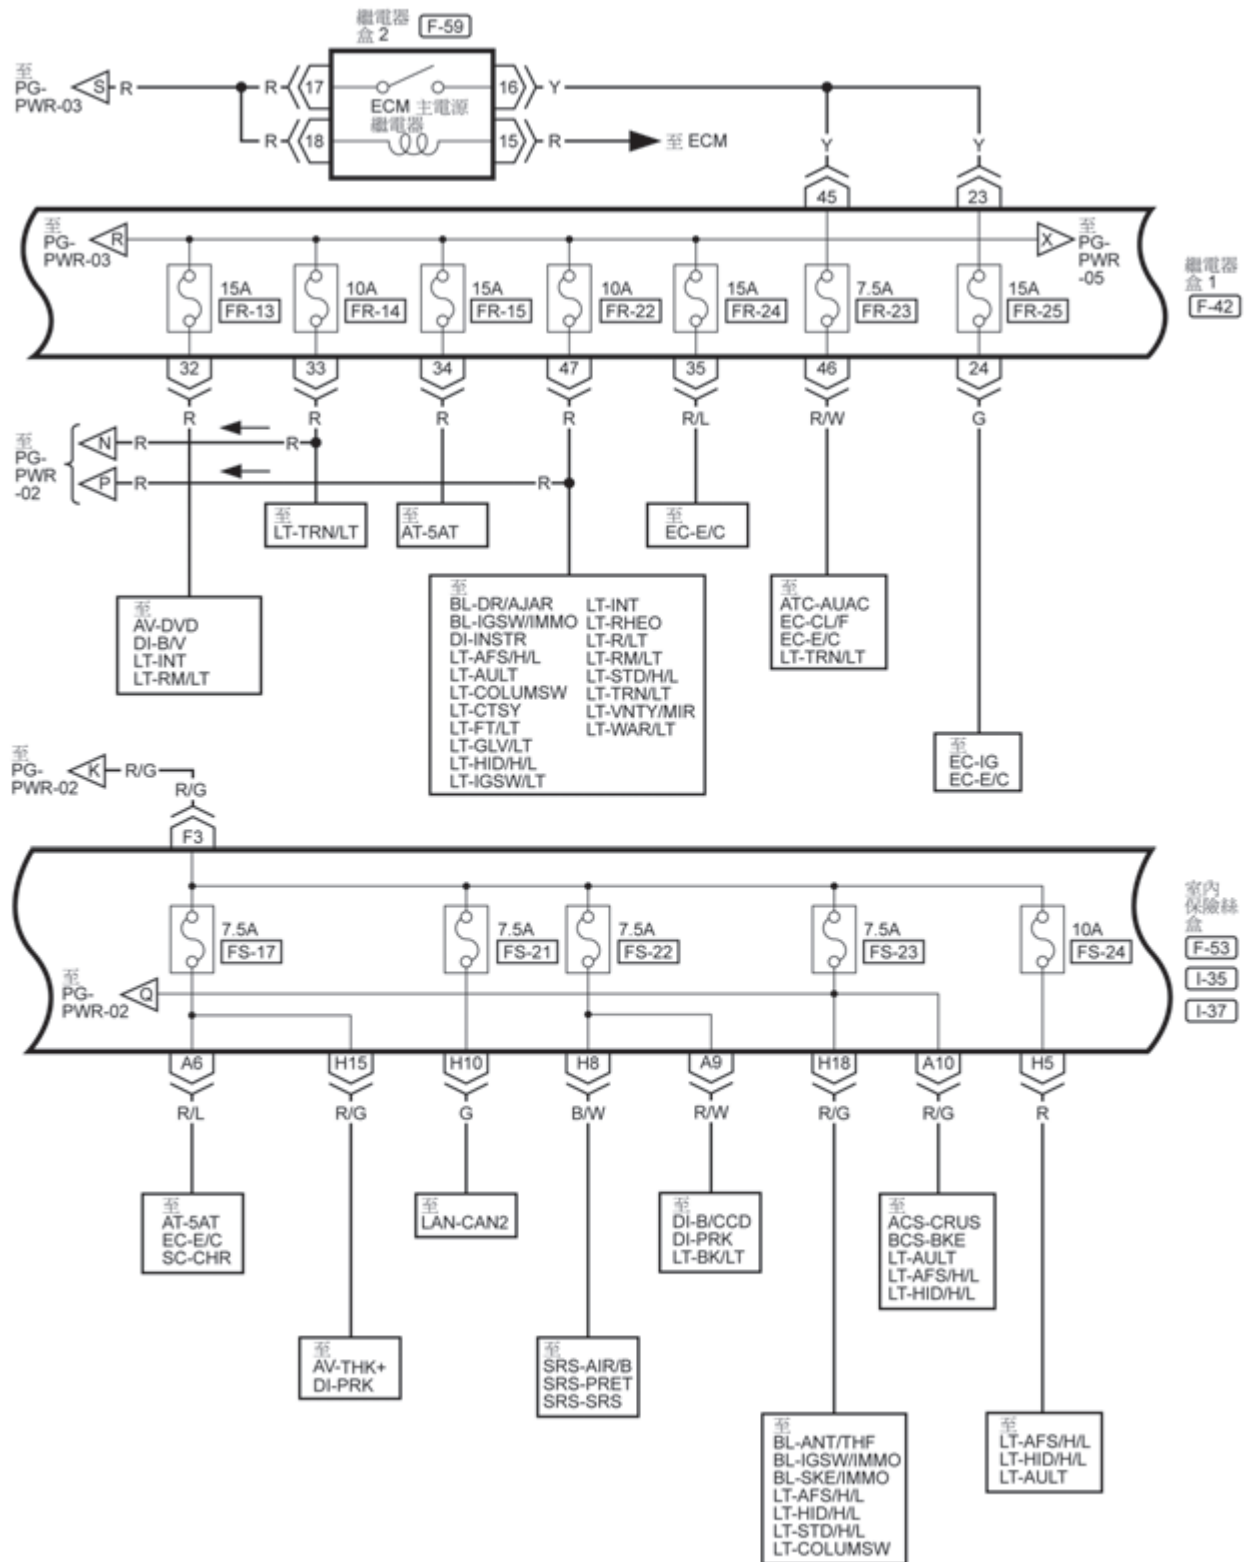 繼電器
盒 2
F-59
至
PG-
PWR-03
S
R
R
17
16
Y
ECM 主電源
繼電器
R
18
15
R
至 ECM
Y
Y
45
23
至
PG-
PWR-03
R
X
至
PG-
PWR
-05
繼電器
盒 1
F-42
15A
FR-13
10A
FR-14
15A
FR-15
10A
FR-22
15A
FR-24
7.5A
FR-23
15A
FR-25
32
33
34
47
35
46
24
R
R
R
R
R/L
R/W
G
至
PG-
PWR
-02
N
R
R
P
R
R
至
LT-TRN/LT
至
AT-5AT
至
EC-E/C
至
AV-DVD
DI-B/V
LT-INT
LT-RM/LT
至
BL-DR/AJAR
BL-IGSW/IMMO
DI-INSTR
LT-AFS/H/L
LT-AULT
LT-COLUMSW
LT-CTSY
LT-FT/LT
LT-GLV/LT
LT-HID/H/L
LT-IGSW/LT
LT-INT
LT-RHEO
LT-R/LT
LT-RM/LT
LT-STD/H/L
LT-TRN/LT
LT-VNTY/MIR
LT-WAR/LT
至
ATC-AUAC
EC-CL/F
EC-E/C
LT-TRN/LT
至
EC-IG
EC-E/C
至
PG-
PWR-02
K
R/G
R/G
F3
7.5A
FS-17
7.5A
FS-21
7.5A
FS-22
7.5A
FS-23
10A
FS-24
室內
保險絲
盒
F-53
I-35
I-37
至
PG-
PWR-02
Q
A6
H15
H10
H8
A9
H18
A10
H5
R/L
R/G
G
B/W
R/W
R/G
R/G
R
至
AT-5AT
EC-E/C
SC-CHR
至
LAN-CAN2
至
DI-B/CCD
DI-PRK
LT-BK/LT
至
ACS-CRUS
BCS-BKE
LT-AULT
LT-AFS/H/L
LT-HID/H/L
至
AV-THK+
DI-PRK
至
SRS-AIR/B
SRS-PRET
SRS-SRS
至
BL-ANT/THF
BL-IGSW/IMMO
BL-SKE/IMMO
LT-AFS/H/L
LT-HID/H/L
LT-STD/H/L
LT-COLUMSW
至
LT-AFS/H/L
LT-HID/H/L
LT-AULT